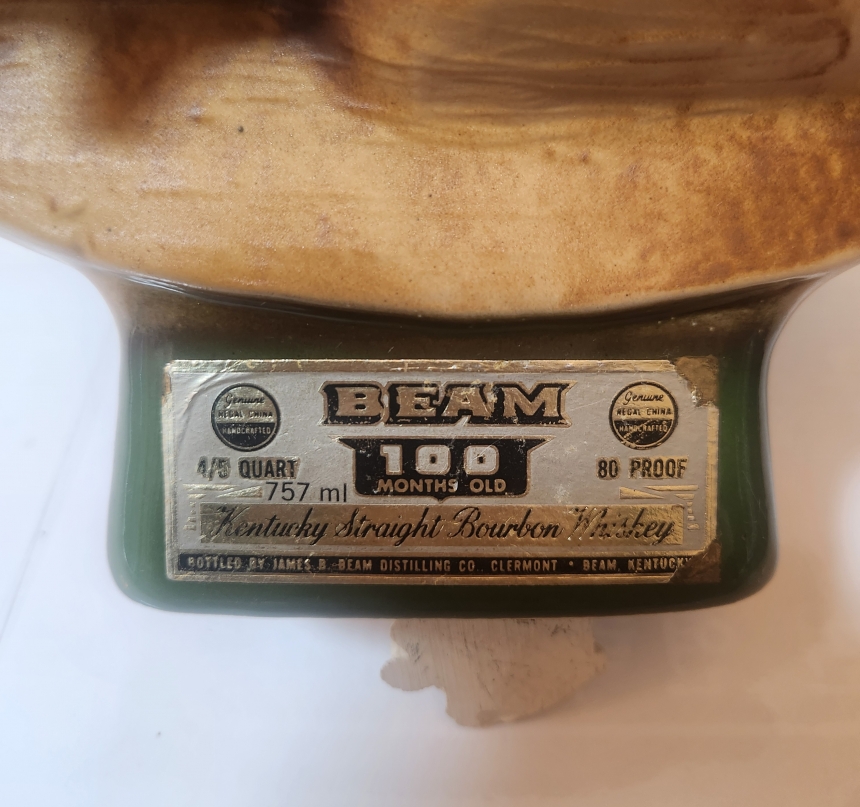 BEAM
Genuine
REGAL CHINA
HANDCRAFTED
Genuine
REGAL CHINA
HANDCRAFTED
100
MONTHS OLD
4/5 QUART
80 PROOF
757 ml
Kentucky Straight Bourbon Whiskey
BOTTLED BY JAMES B. BEAM DISTILLING CO., CLERMONT • BEAM, KENTUCKY